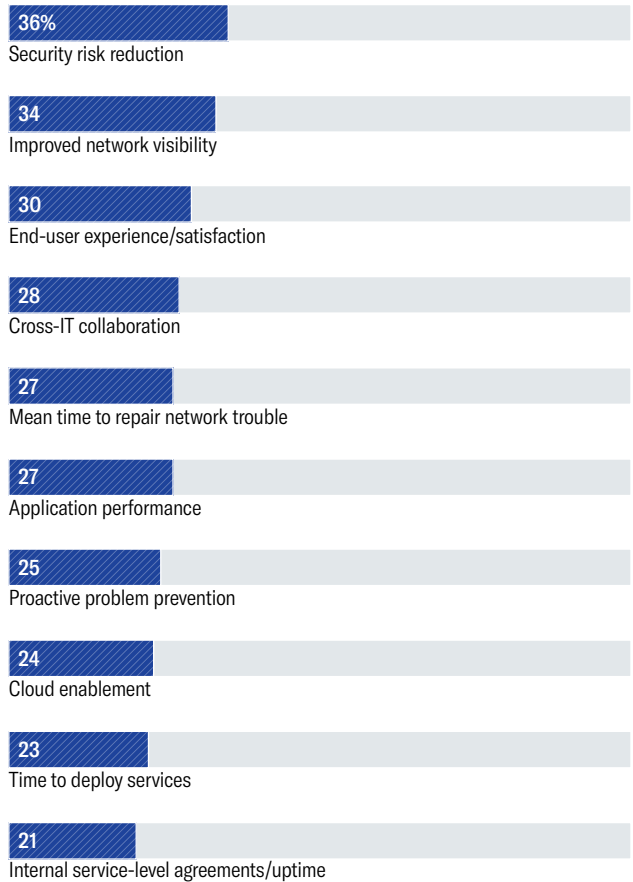 36%
Security risk reduction
34
Improved network visibility
30
End-user experience/satisfaction
28
Cross-IT collaboration
27
Mean time to repair network trouble
27
Application performance
25
Proactive problem prevention
24
Cloud enablement
23
Time to deploy services
21
Internal service-level agreements/uptime